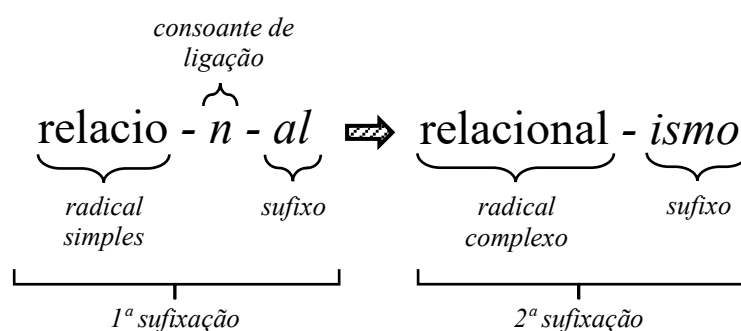 consoante de
ligação
relacio - n - al relacional - ismo
radical
simples
sufixo
radical
complexo
sufixo
1ª sufixação
2ª sufixação